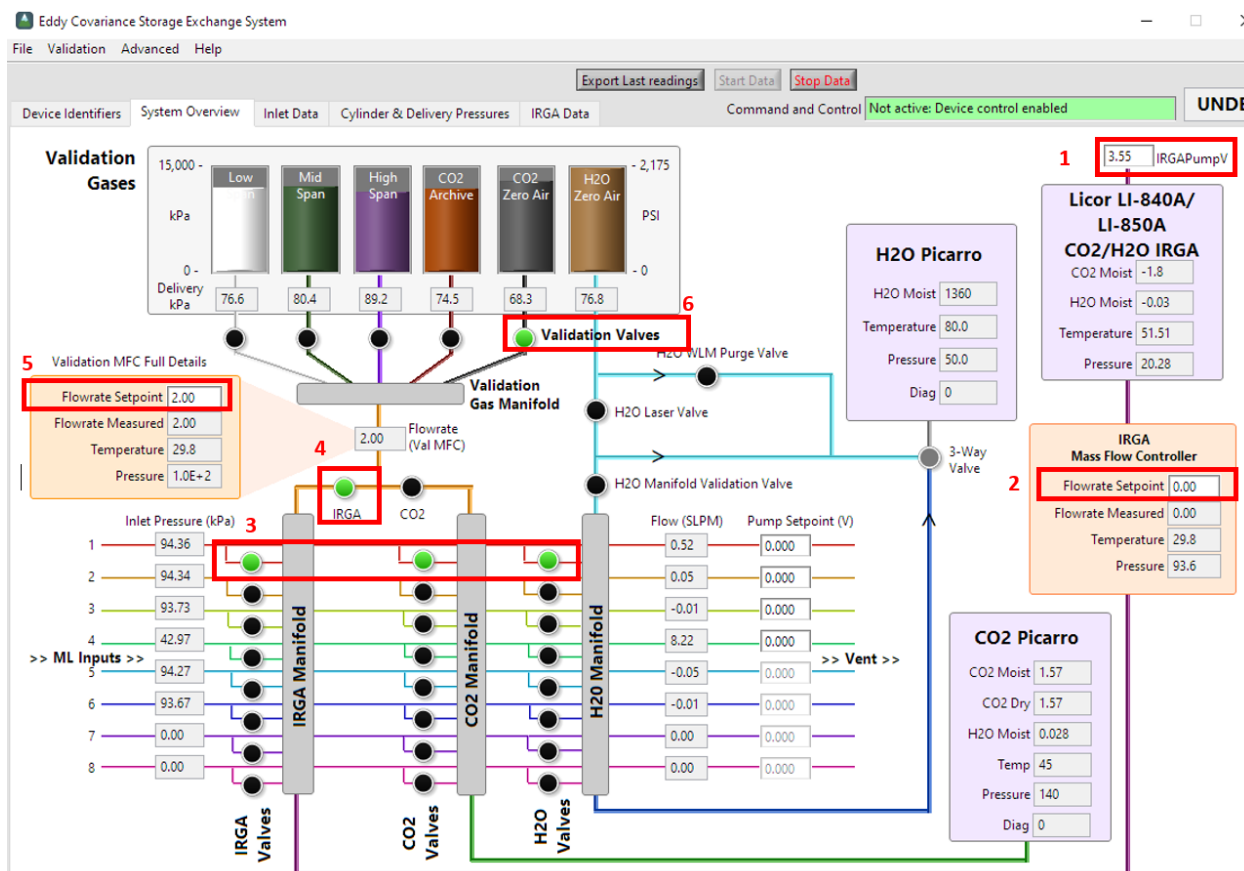 Eddy Covariance Storage Exchange System
File Validation Advanced Help
Export Last readings Start Data Stop Data
Device Identifiers System Overview Inlet Data Cylinder & Delivery Pressures IRGA Data
Command and Control Not active: Device control enabled
UNDE
Validation
Gases
15,000 -
kPa
0 -
Low
Mid
Span
High
Span
CO2
Archive
CO2
Zero Air
H2O
Zero Air
- 2,175
PSI
- 0
Delivery
kPa
76.6 80.4 89.2 74.5 68.3 76.8
6
Validation Valves
1
3.55 IRGAPumpV
Licor LI-840A/
LI-850A
CO2/H2O IRGA
CO2 Moist -1.8
H2O Moist -0.03
Temperature 51.51
Pressure 20.28
H2O Picarro
H2O Moist 1360
Temperature 80.0
Pressure 50.0
Diag 0
5
Validation MFC Full Details
Flowrate Setpoint 2.00
Flowrate Measured 2.00
Temperature 29.8
Pressure 1.0E+2
Validation
Gas Manifold
2.00 Flowrate
(Val MFC)
H2O WLM Purge Valve
H2O Laser Valve
3-Way
Valve
H2O Manifold Validation Valve
4
IRGA CO2
2
IRGA
Mass Flow Controller
Flowrate Setpoint 0.00
Flowrate Measured 0.00
Temperature 29.8
Pressure 93.6
3
Inlet Pressure (kPa) Flow (SLPM) Pump Setpoint (V)
1 94.36 0.52 0.000
2 94.34 0.05 0.000
3 93.73 -0.01 0.000
4 42.97 8.22 0.000
>> ML Inputs >> >> Vent >>
5 94.27 -0.05 0.000
6 93.67 -0.01 0.000
7 0.00 0.00 0.000
8 0.00 0.00 0.000
IRGA Manifold
CO2 Manifold
H20 Manifold
IRGA
Valves
CO2
Valves
H2O
Valves
CO2 Picarro
CO2 Moist 1.57
CO2 Dry 1.57
H2O Moist 0.028
Temp 45
Pressure 140
Diag 0